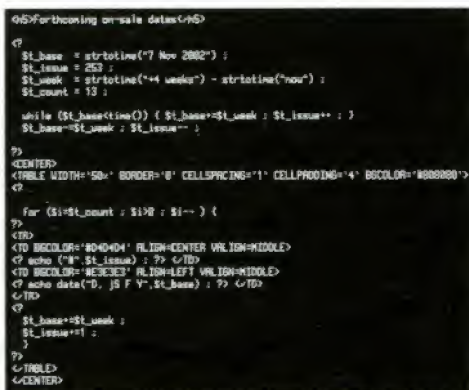 <h5>Forthcoming on-sale dates</h5>
<?
$t_base = strtotime("7 Nov 2002") ;
$t_issue = 253 ;
$t_week = strtotime("+4 weeks") - strtotime("now") ;
$t_count = 13 ;
while ($t_base<time()) { $t_base+=$t_week ; $t_issue++ ; }
$t_base-=$t_week ; $t_issue-- ;
?>
<CENTER>
<TABLE WIDTH='50%' BORDER='0' CELLSPACING='1' CELLPADDING='4' BGCOLOR='#808080'>
<?
for ($i=$t_count ; $i>0 ; $i-- ) {
?>
<TR>
<TD BGCOLOR='#D4D4D4' ALIGN=CENTER VALIGN=MIDDLE>
<? echo ("#".$t_issue) ; ?> </TD>
<TD BGCOLOR='#E3E3E3' ALIGN=LEFT VALIGN=MIDDLE>
<? echo date("D, jS F Y",$t_base) ; ?> </TD>
</TR>
<?
$t_base+=$t_week ;
$t_issue+=1 ;
}
?>
</TABLE>
</CENTER>